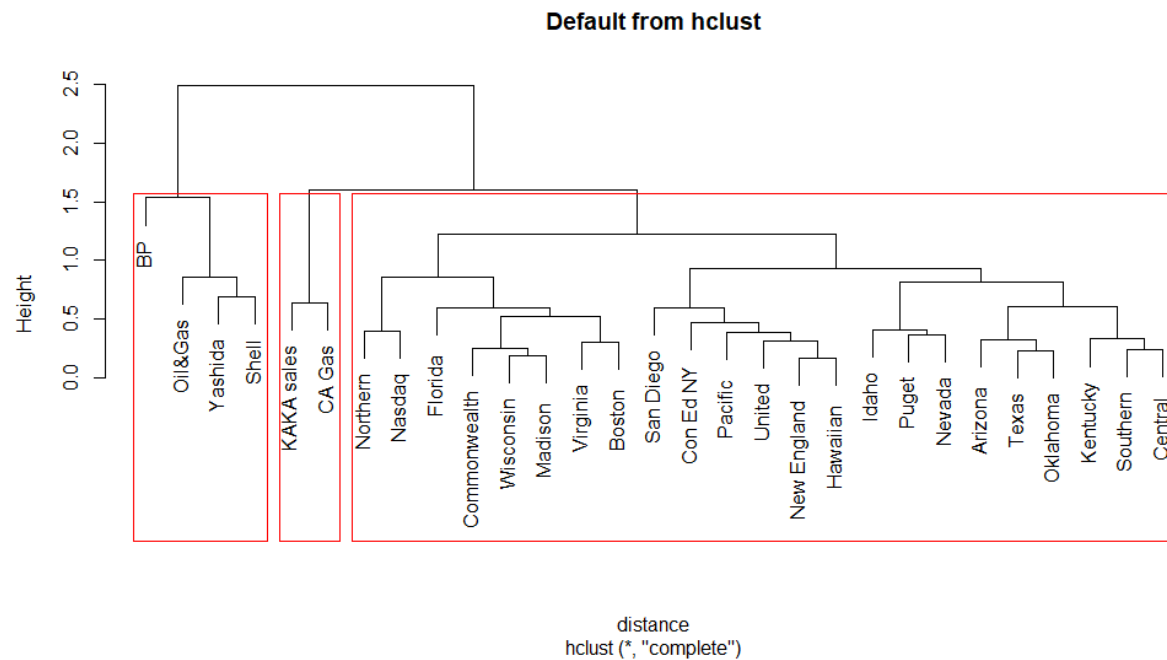 Default from hclust
Height
2.5
2.0
1.5
1.0
0.5
0.0
BP
Oil&Gas
Yashida
Shell
KAKA sales
CA Gas
Northern
Nasdaq
Florida
Commonwealth
Wisconsin
Madison
Virginia
Boston
San Diego
Con Ed NY
Pacific
United
New England
Hawaiian
Idaho
Puget
Nevada
Arizona
Texas
Oklahoma
Kentucky
Southern
Central
distance
hclust (*, "complete")